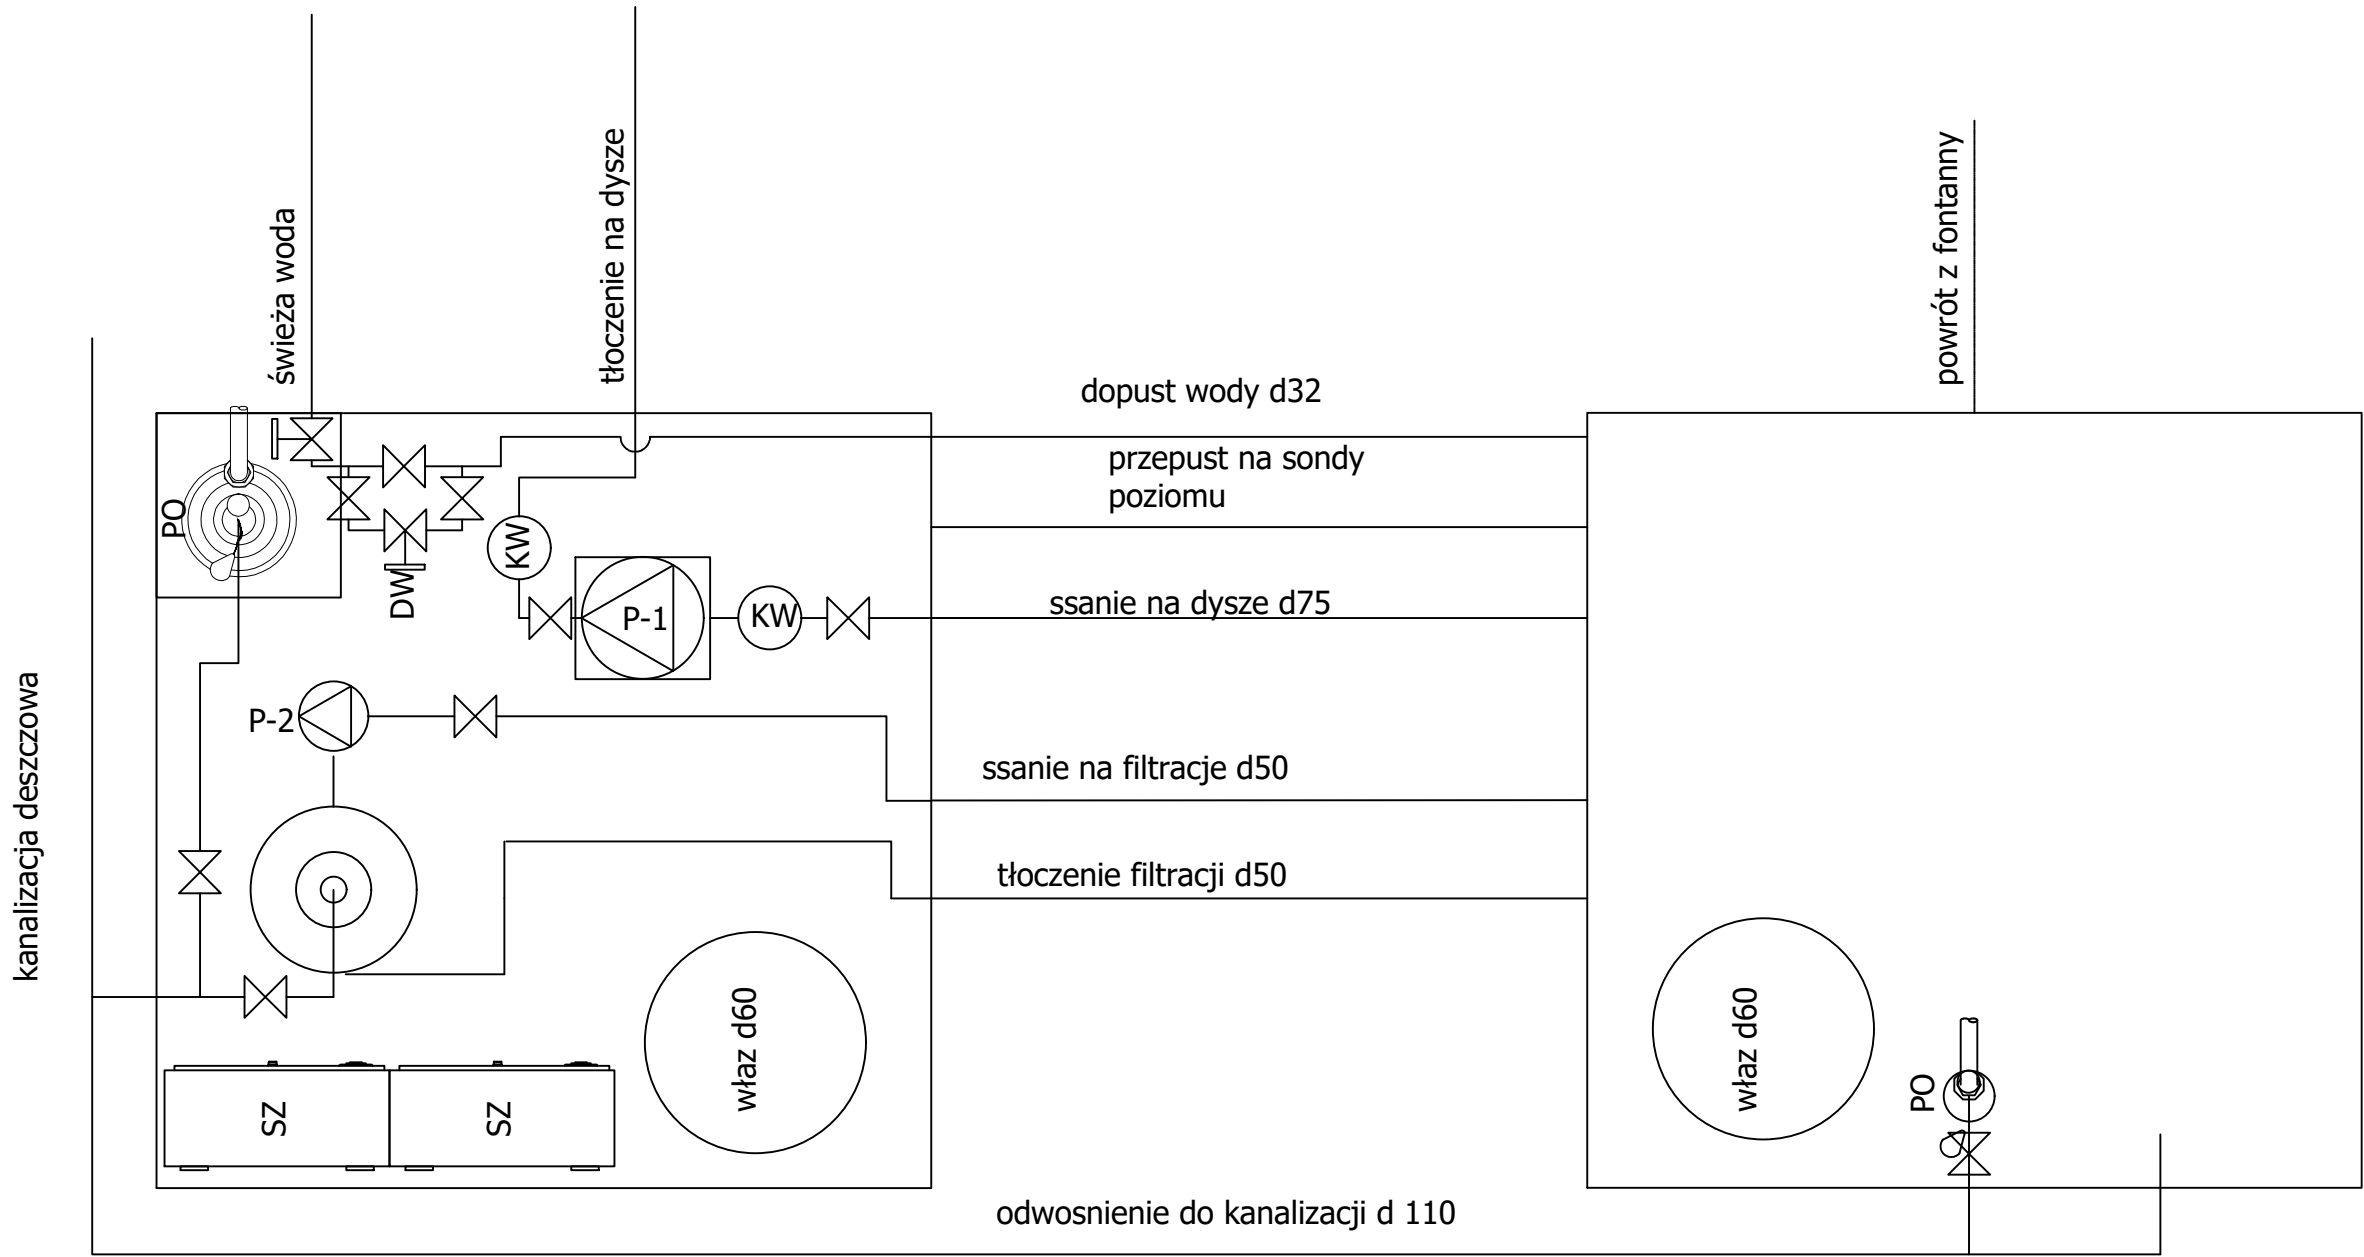 świeża woda
tłoczenie na dysze
powrót z fontanny
dopust wody d32
przepust na sondy
poziomu
PO
KW
DW
ssanie na dysze d75
P-1
KW
kanalizacja deszczowa
P-2
ssanie na filtracje d50
tłoczenie filtracji d50
właz d60
właz d60
SZ
SZ
PO
odwosnienie do kanalizacji d 110